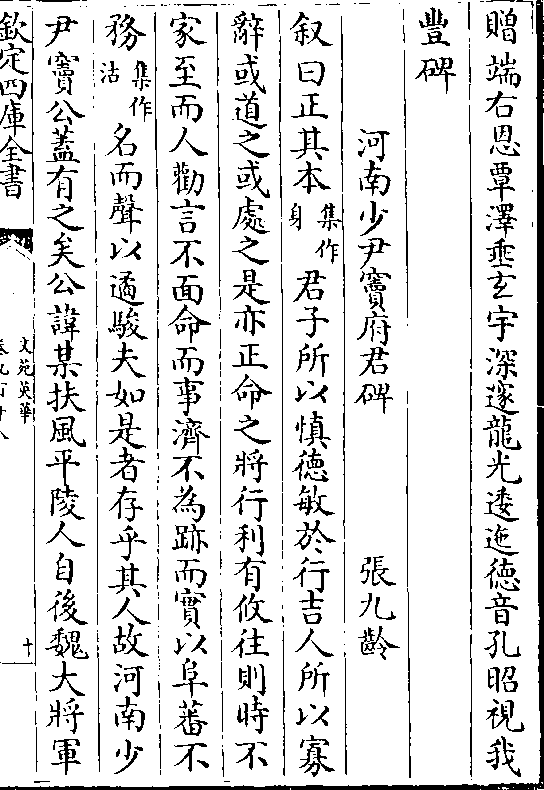 贈端右恩覃澤垂玄宇深邃龍光逶迤德音孔昭視我
豐碑
河南少尹竇府君碑 張九齡
叙曰正其本集作身君子所以慎德敏於行吉人所以寡
辭或道之或處之是亦正命之將行利有攸往則時不
家至而人勸言不面命而事濟不為跡而實以阜蕃不
務集作沽名而聲以遹駿夫如是者存乎其人故河南少
尹竇公蓋有之矣公諱某扶風平陵人自後魏大將軍
欽定四庫全書
文苑英華
十